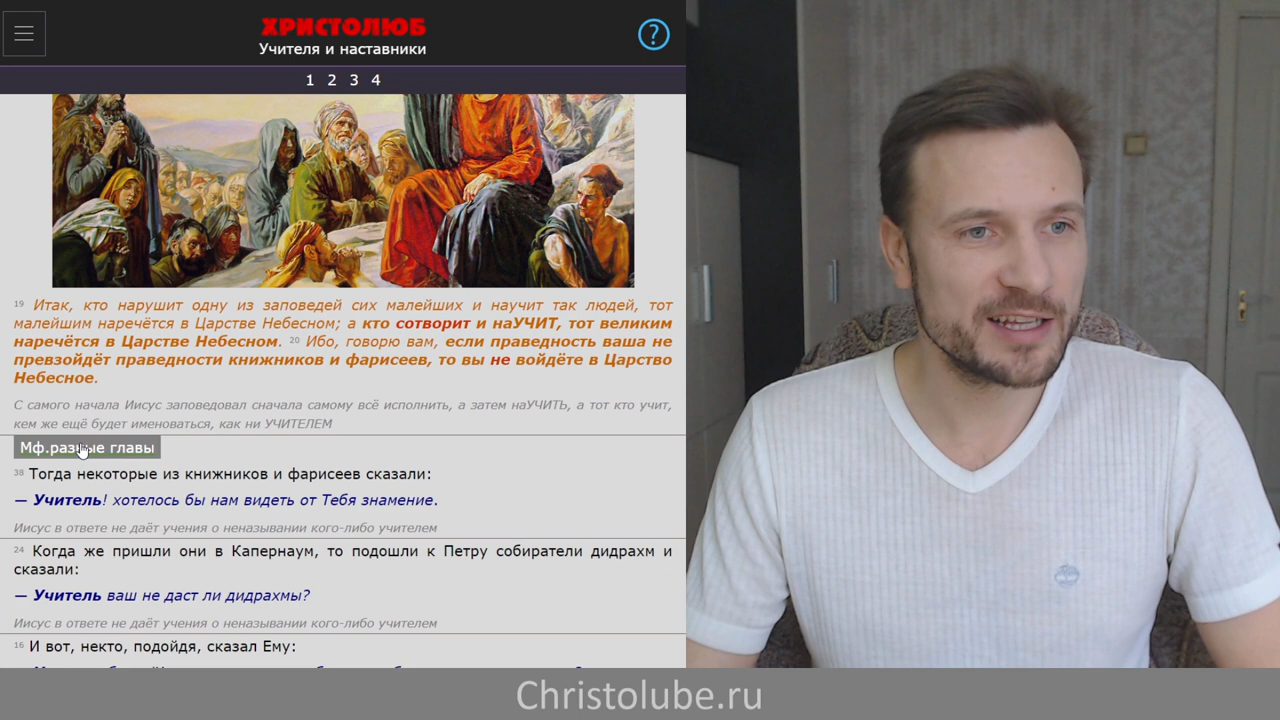 ХРИСТОЛЮБ
Учителя и наставники
?
1 2 3 4
19 Итак, кто нарушит одну из заповедей сих малейших и научит так людей, тот
малейшим наречётся в Царстве Небесном; а кто сотворит и наУЧИТ, тот великим
наречётся в Царстве Небесном. 20 Ибо, говорю вам, если праведность ваша не
превзойдёт праведности книжников и фарисеев, то вы не войдёте в Царство
Небесное.
С самого начала Иисус заповедовал сначала самому всё исполнить, а затем наУЧИТЬ, а тот кто учит,
кем же ещё будет именоваться, как ни УЧИТЕЛЕМ
Мф.разные главы
38 Тогда некоторые из книжников и фарисеев сказали:
— Учитель! хотелось бы нам видеть от Тебя знамение.
Иисус в ответе не даёт учения о неназывании кого-либо учителем
24 Когда же пришли они в Капернаум, то подошли к Петру собиратели дидрахм и
сказали:
— Учитель ваш не даст ли дидрахмы?
Иисус в ответе не даёт учения о неназывании кого-либо учителем
16 И вот, некто, подойдя, сказал Ему:
Christolube.ru